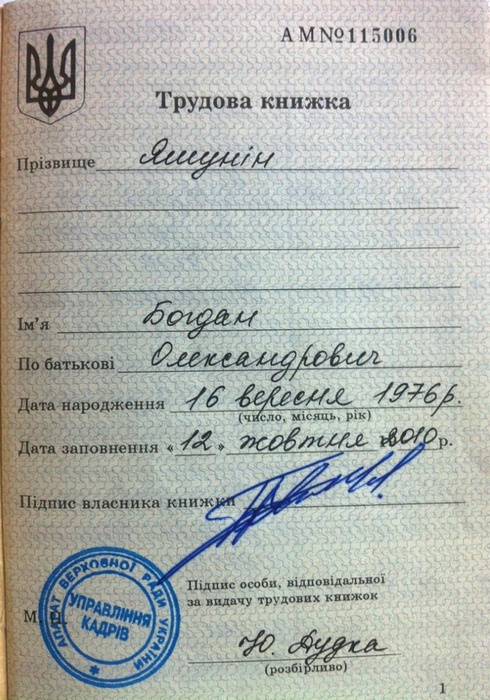 АМ№115006
Трудова книжка
Прізвище Яшунін
Ім'я Богдан
По батькові Олександрович
Дата народження 16 вересня 1976р.
(число, місяць, рік)
Дата заповнення «12» жовтня 2010р.
Підпис власника книжки
АПАРАТ ВЕРХОВНОЇ РАДИ УКРАЇНИ
УПРАВЛІННЯ
КАДРІВ
М. П.
Підпис особи, відповідальної
за видачу трудових книжок
Ю. Дудка
(розбірливо)
1